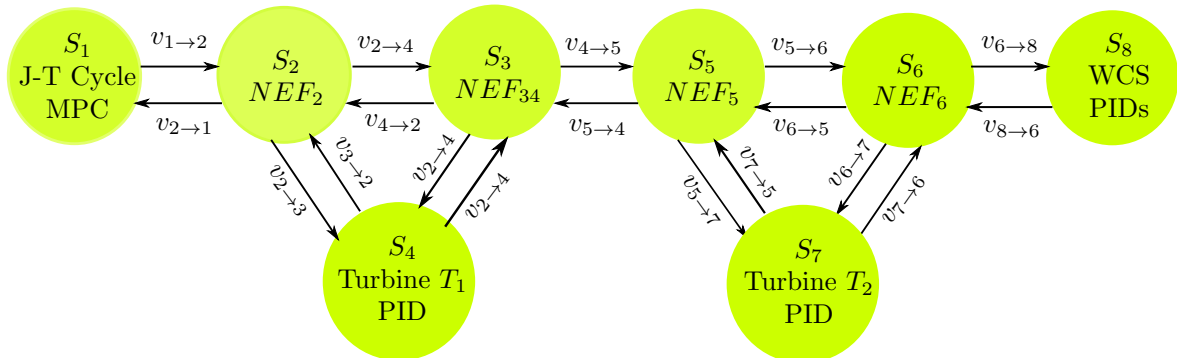 S₁
J-T Cycle
MPC
v₁→₂
v₂→₁
S₂
NEF₂
v₂→₄
v₄→₂
S₃
NEF₃₄
v₄→₅
v₅→₄
S₅
NEF₅
v₅→₆
v₆→₅
S₆
NEF₆
v₆→₈
v₈→₆
S₈
WCS
PIDs
v₂→₃
v₃→₂
v₂→₄
v₂→₄
S₄
Turbine T₁
PID
v₅→₇
v₇→₅
v₆→₇
v₇→₆
S₇
Turbine T₂
PID